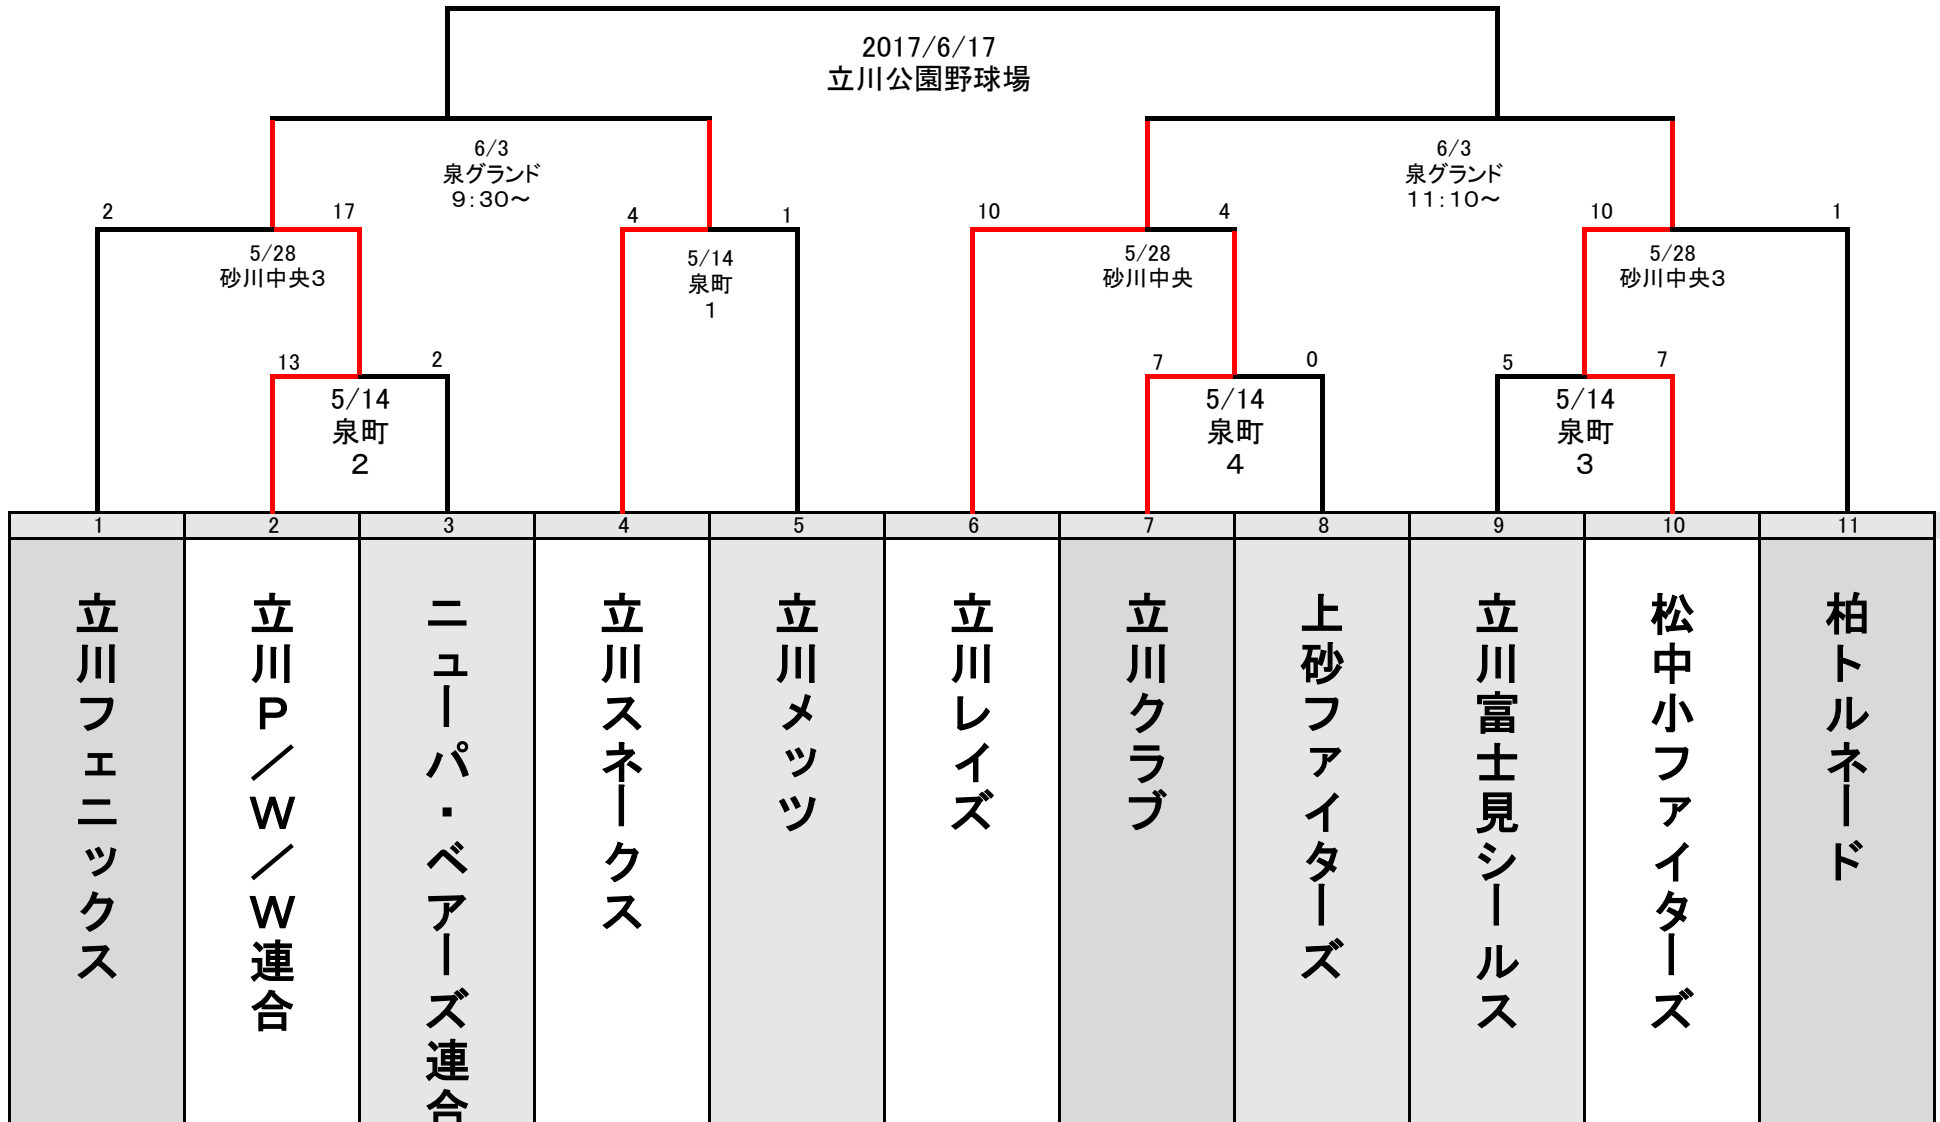 2017/6/17
立川公園野球場
6/3
泉グランド
9:30～
6/3
泉グランド
11:10～
2
17
4
1
10
4
10
1
5/28
砂川中央3
5/14
泉町
1
5/28
砂川中央
5/28
砂川中央3
13
2
7
0
5
7
5/14
泉町
2
5/14
泉町
4
5/14
泉町
3
1
2
3
4
5
6
7
8
9
10
11
立川フェニックス
立川P／W／W連合
ニューパ・ベアーズ連合
立川スネークス
立川メッツ
立川レイズ
立川クラブ
上砂ファイターズ
立川富士見シールス
松中小ファイターズ
柏トルネード